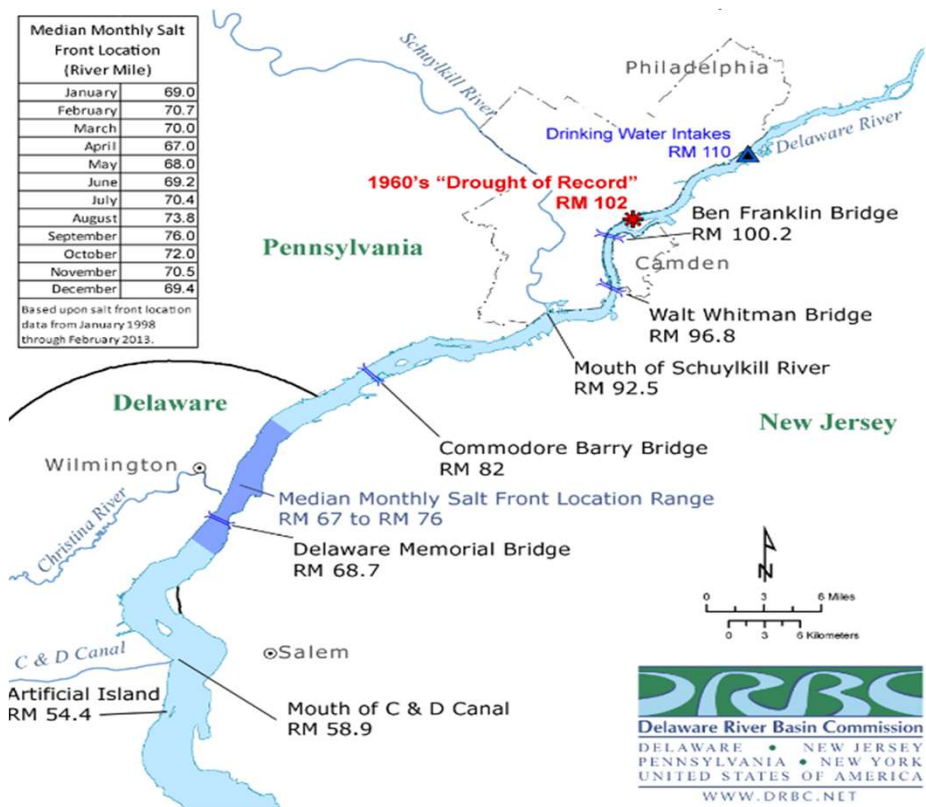 Median Monthly Salt
Front Location
(River Mile)
January 69.0
February 70.7
March 70.0
April 67.0
May 68.0
June 69.2
July 70.4
August 73.8
September 76.0
October 72.0
November 70.5
December 69.4
Based upon salt front location
data from January 1998
through February 2013.
Schuylkill River
Philadelphia
Drinking Water Intakes
RM 110
Delaware River
1960's “Drought of Record”
RM 102
Ben Franklin Bridge
RM 100.2
Pennsylvania
Camden
Walt Whitman Bridge
RM 96.8
Mouth of Schuylkill River
RM 92.5
Delaware
New Jersey
Commodore Barry Bridge
RM 82
Wilmington
Median Monthly Salt Front Location Range
RM 67 to RM 76
Christina River
Delaware Memorial Bridge
RM 68.7
N
0 3 6 Miles
0 3 6 Kilometers
C & D Canal
Salem
Artificial Island
RM 54.4
Mouth of C & D Canal
RM 58.9
DRBC
Delaware River Basin Commission
DELAWARE • NEW JERSEY
PENNSYLVANIA • NEW YORK
UNITED STATES OF AMERICA
WWW.DRBC.NET